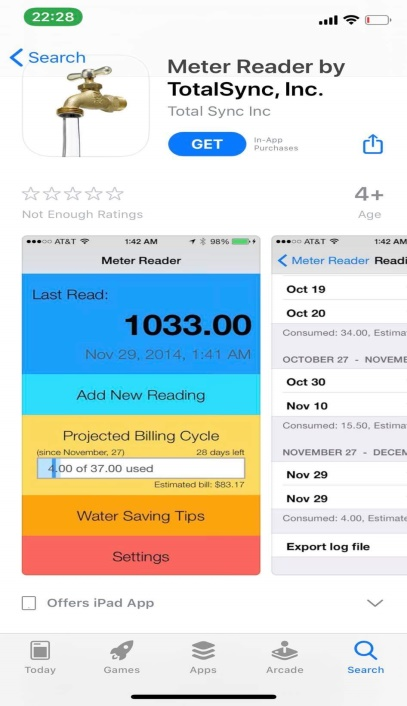 22:28
Search
Meter Reader by
TotalSync, Inc.
Total Sync Inc
GET
In-App
Purchases
Not Enough Ratings
4+
Age
AT&T
1:42 AM
98%
Meter Reader
Last Read:
1033.00
Nov 29, 2014, 1:41 AM
Add New Reading
Projected Billing Cycle
(since November, 27)
28 days left
4.00 of 37.00 used
Estimated bill: $83.17
Water Saving Tips
Settings
AT&T
1:42 AM
Meter Reader Readi
Oct 19
Oct 20
Consumed: 34.00, Estima
OCTOBER 27 - NOVEME
Oct 30
Nov 10
Consumed: 15.50, Estima
NOVEMBER 27 - DECEM
Nov 29
Nov 29
Consumed: 4.00, Estimate
Export log file
Offers iPad App
Today
Games
Apps
Arcade
Search